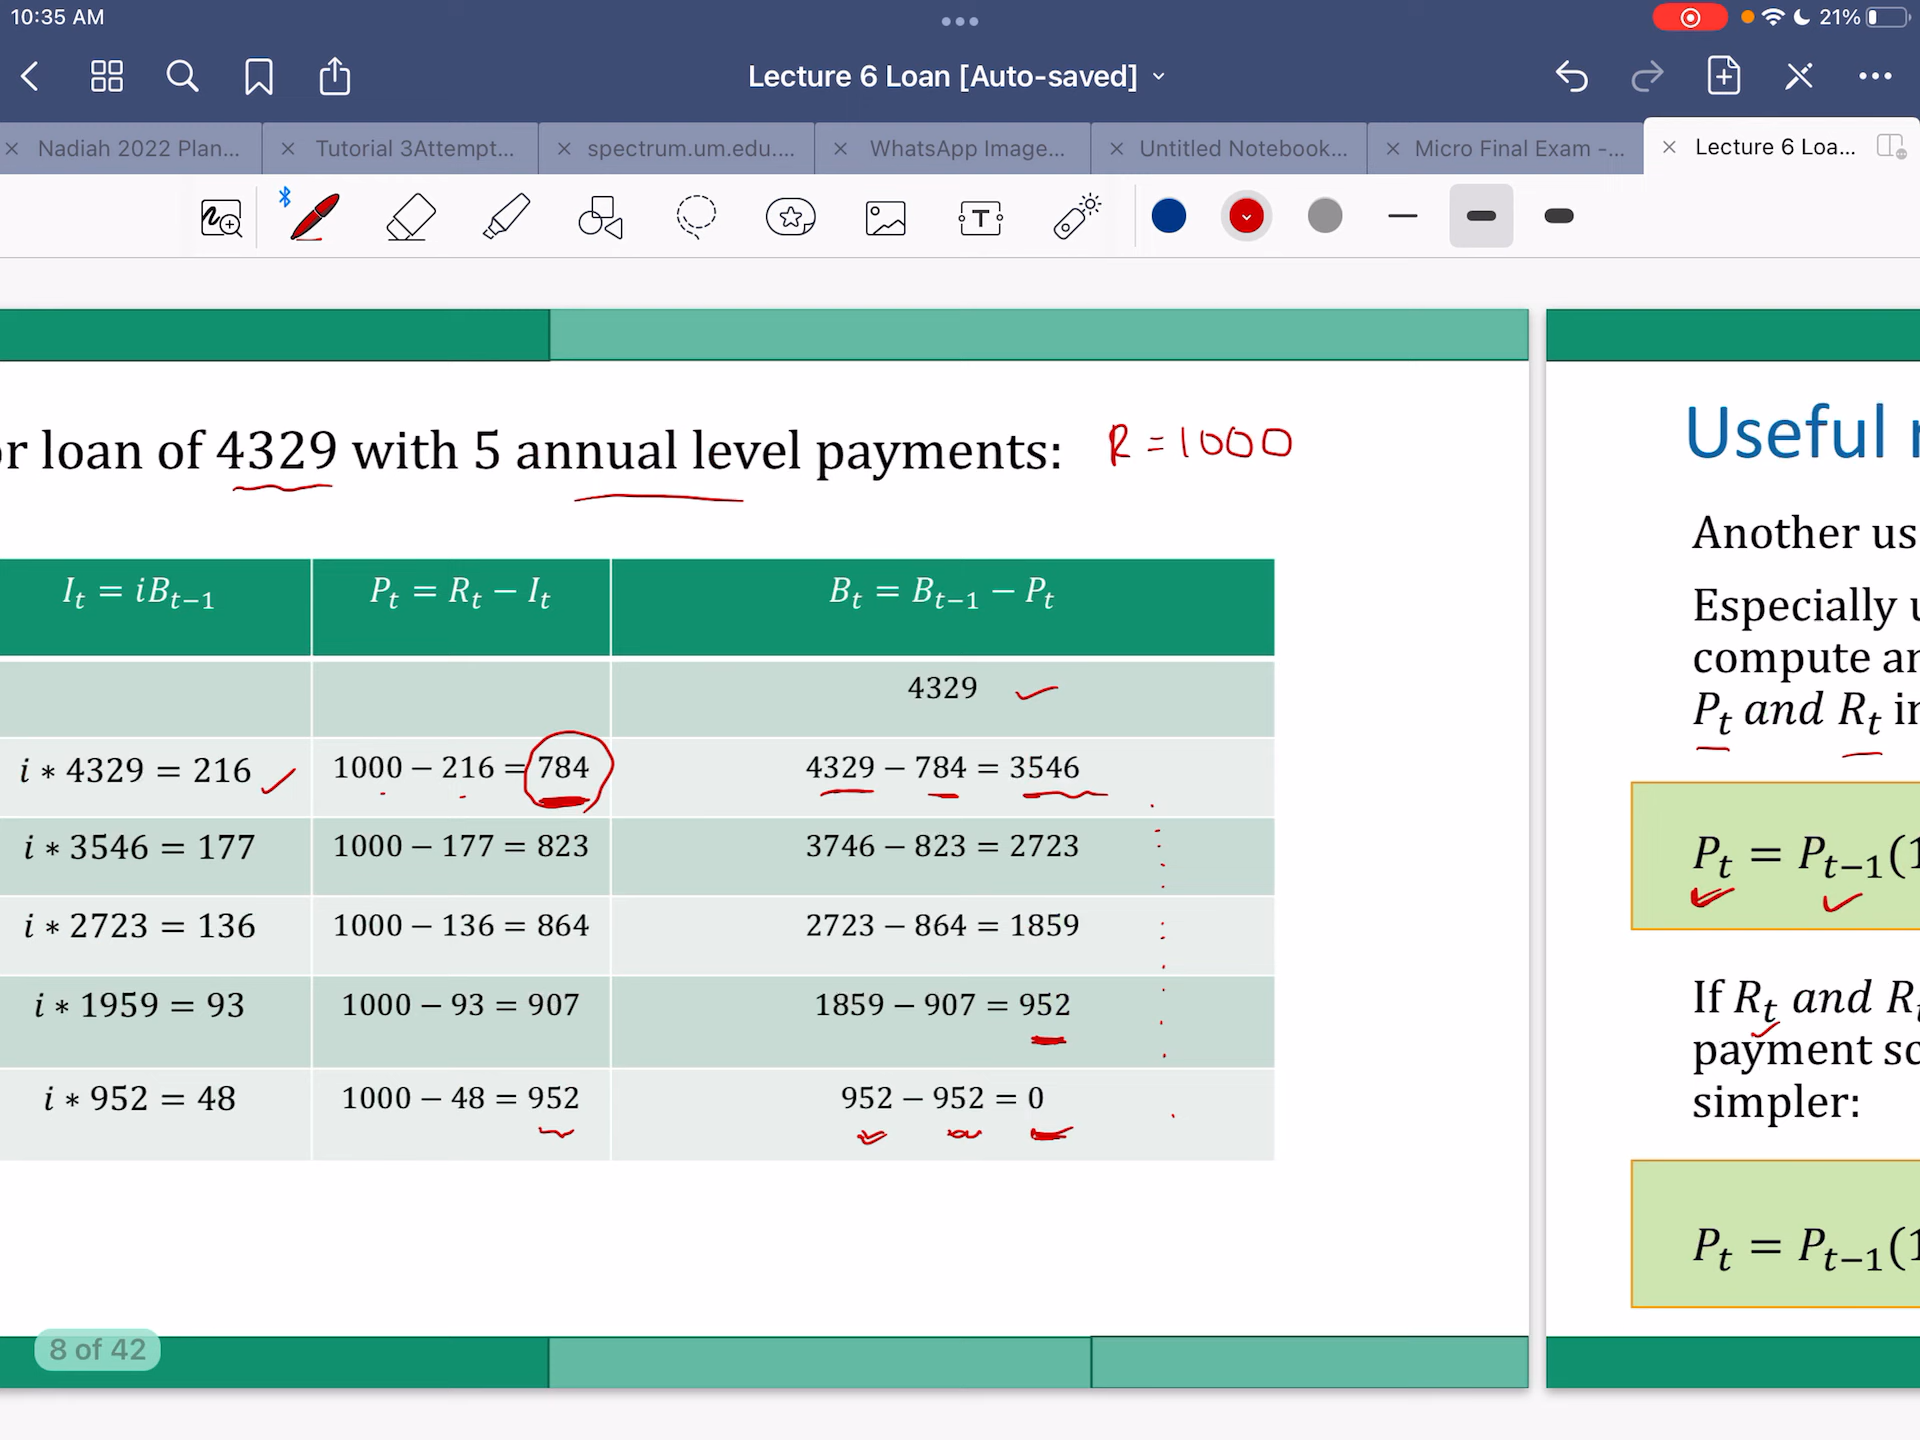 10:35 AM
21%
Lecture 6 Loan [Auto-saved]
Nadiah 2022 Plan...
Tutorial 3Attempt...
spectrum.um.edu....
WhatsApp Image...
Untitled Notebook...
Micro Final Exam -...
Lecture 6 Loa...
r loan of 4329 with 5 annual level payments: R = 1000
I_t = iB_{t−1}
P_t = R_t − I_t
B_t = B_{t−1} − P_t
4329
i ∗ 4329 = 216
1000 − 216 = 784
4329 − 784 = 3546
i ∗ 3546 = 177
1000 − 177 = 823
3746 − 823 = 2723
i ∗ 2723 = 136
1000 − 136 = 864
2723 − 864 = 1859
i ∗ 1959 = 93
1000 − 93 = 907
1859 − 907 = 952
i ∗ 952 = 48
1000 − 48 = 952
952 − 952 = 0
8 of 42
Useful
Another us
Especially
compute
P_t and R_t
P_t = P_{t−1}(1
If R_t and R
payment
simpler:
P_t = P_{t−1}(1